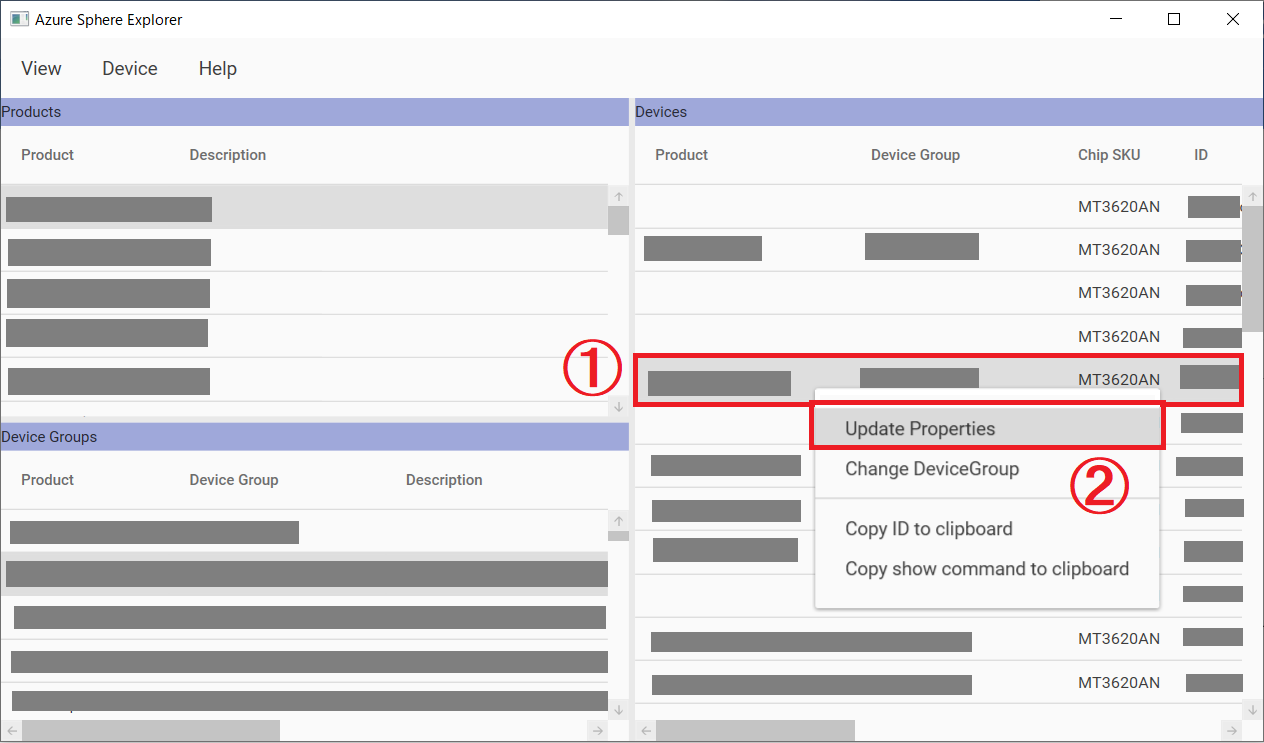 Azure Sphere Explorer
View Device Help
Products
Product Description
Device Groups
Product Device Group Description
Devices
Product Device Group Chip SKU ID
MT3620AN
MT3620AN
MT3620AN
MT3620AN
① MT3620AN
Update Properties
Change DeviceGroup
②
Copy ID to clipboard
Copy show command to clipboard
MT3620AN
MT3620AN